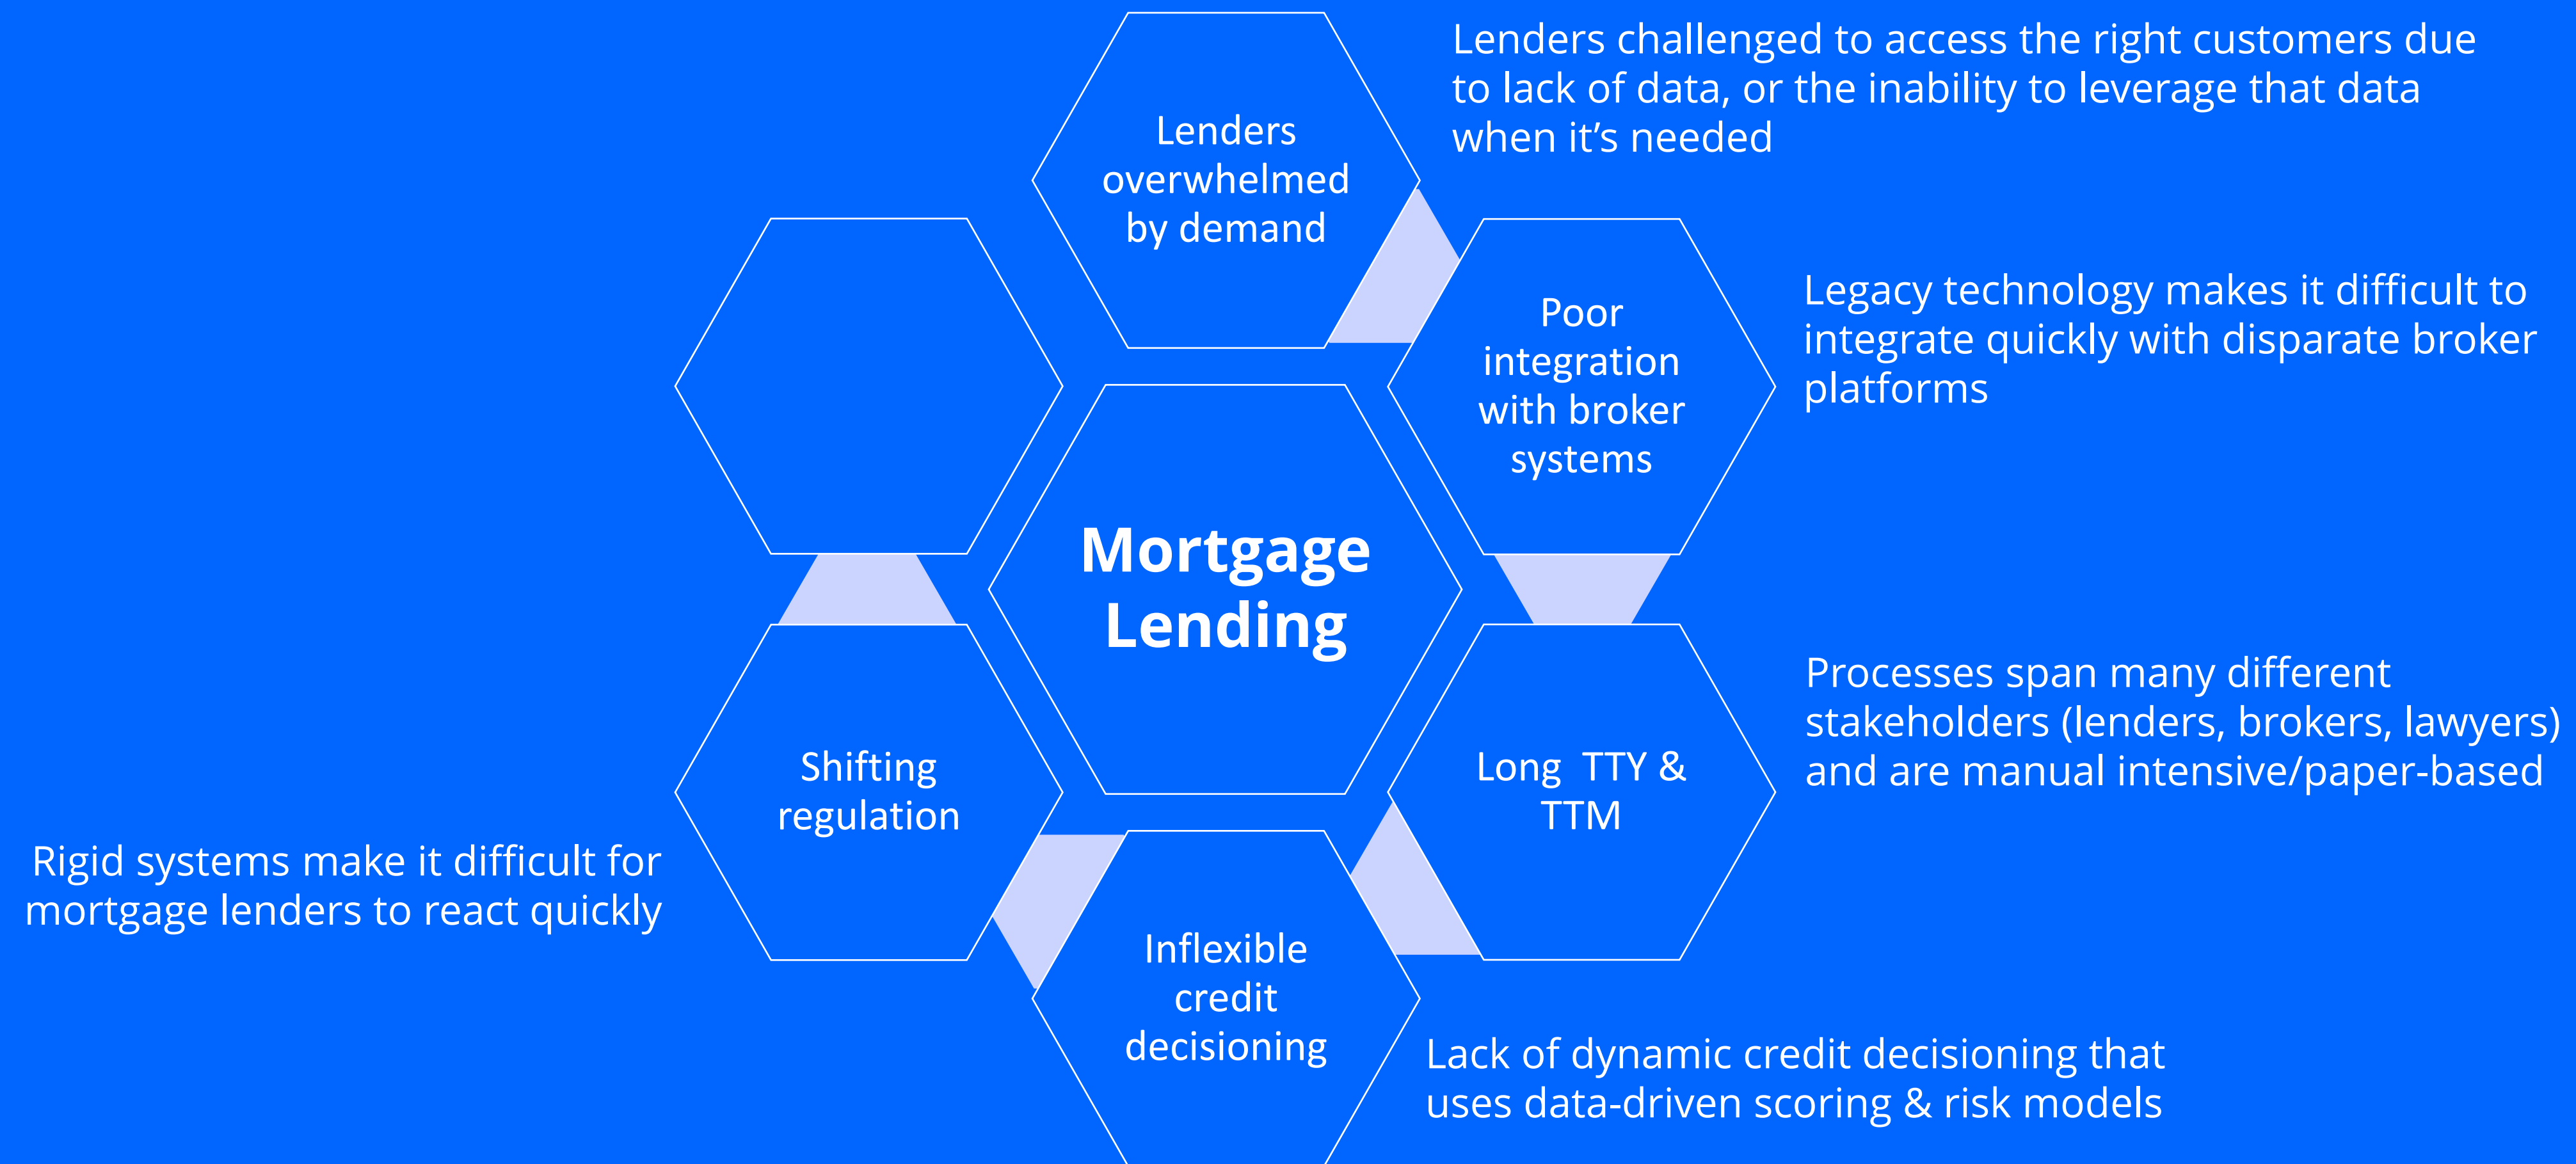 Lenders
overwhelmed
by demand
Lenders challenged to access the right customers due
to lack of data, or the inability to leverage that data
when it’s needed
Poor
integration
with broker
systems
Legacy technology makes it difficult to
integrate quickly with disparate broker
platforms
Mortgage
Lending
Long  TTY &
TTM
Processes span many different
stakeholders (lenders, brokers, lawyers)
and are manual intensive/paper-based
Shifting
regulation
Rigid systems make it difficult for
mortgage lenders to react quickly
Inflexible
credit
decisioning
Lack of dynamic credit decisioning that
uses data-driven scoring & risk models